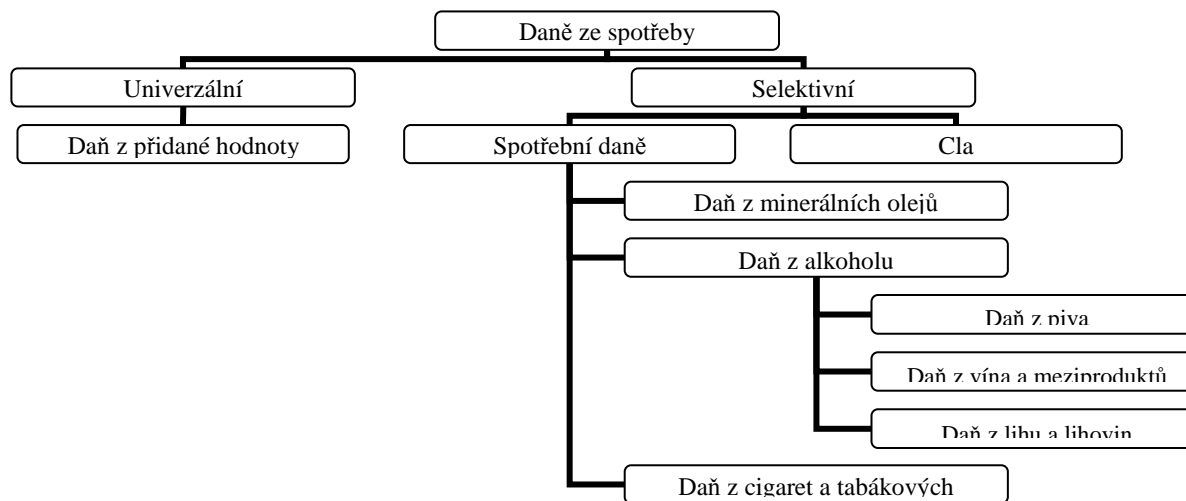 Daně ze spotřeby
Univerzální
Selektivní
Daň z přidané hodnoty
Spotřební daně
Cla
Daň z minerálních olejů
Daň z alkoholu
Daň z piva
Daň z vína a meziproduktů
Daň z lihu a lihovin
Daň z cigaret a tabákových